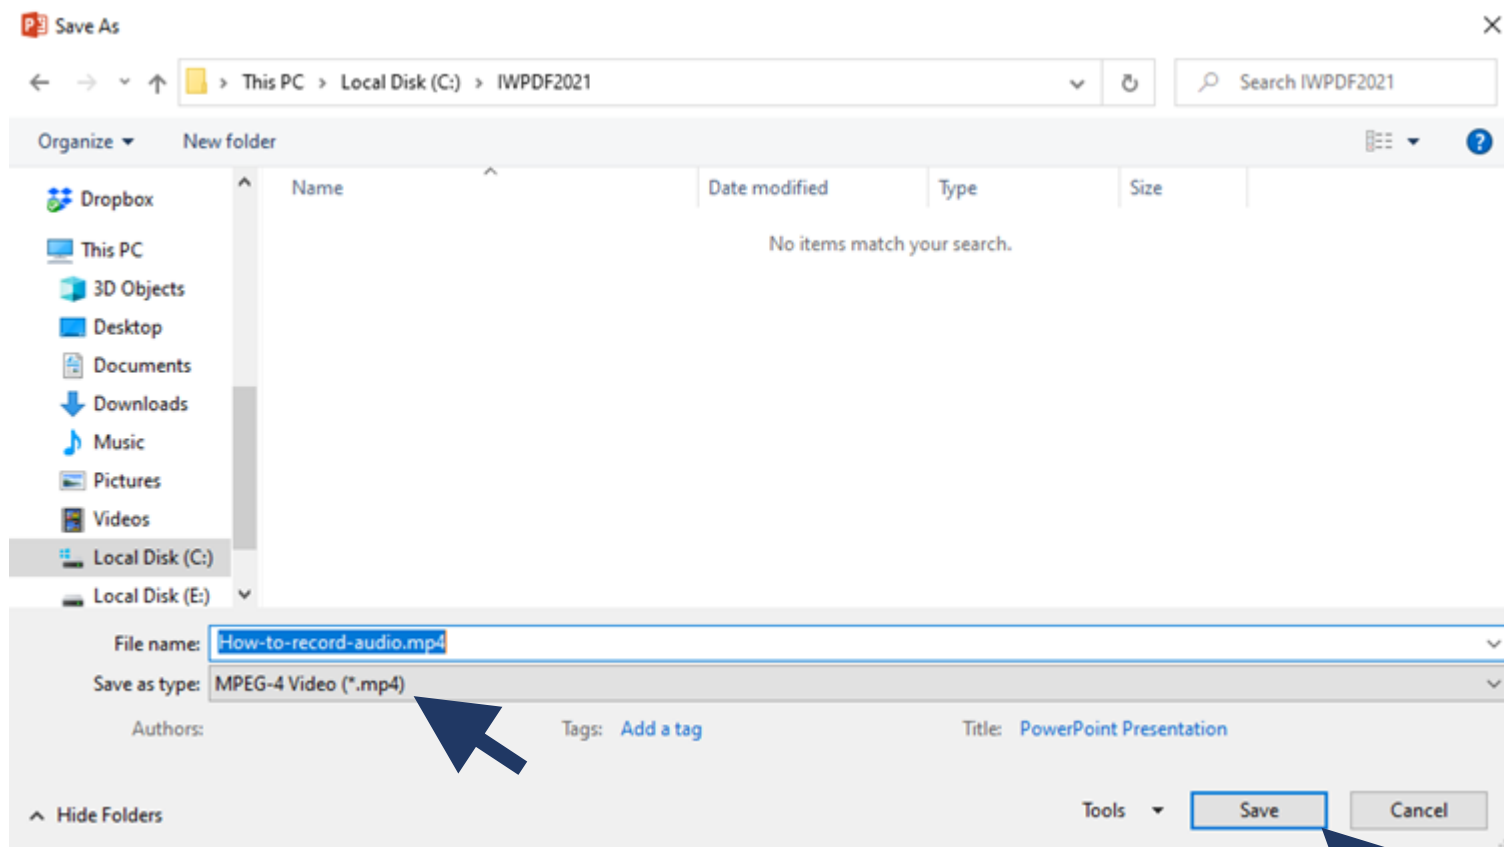 Save As
This PC > Local Disk (C:) > IWPDF2021
Search IWPDF2021
Organize
New folder
?
Name
Date modified
Type
Size
No items match your search.
Dropbox
This PC
3D Objects
Desktop
Documents
Downloads
Music
Pictures
Videos
Local Disk (C:)
Local Disk (E:)
File name: How-to-record-audio.mp4
Save as type: MPEG-4 Video (*.mp4)
Authors:
Tags: Add a tag
Title: PowerPoint Presentation
Hide Folders
Tools
Save
Cancel